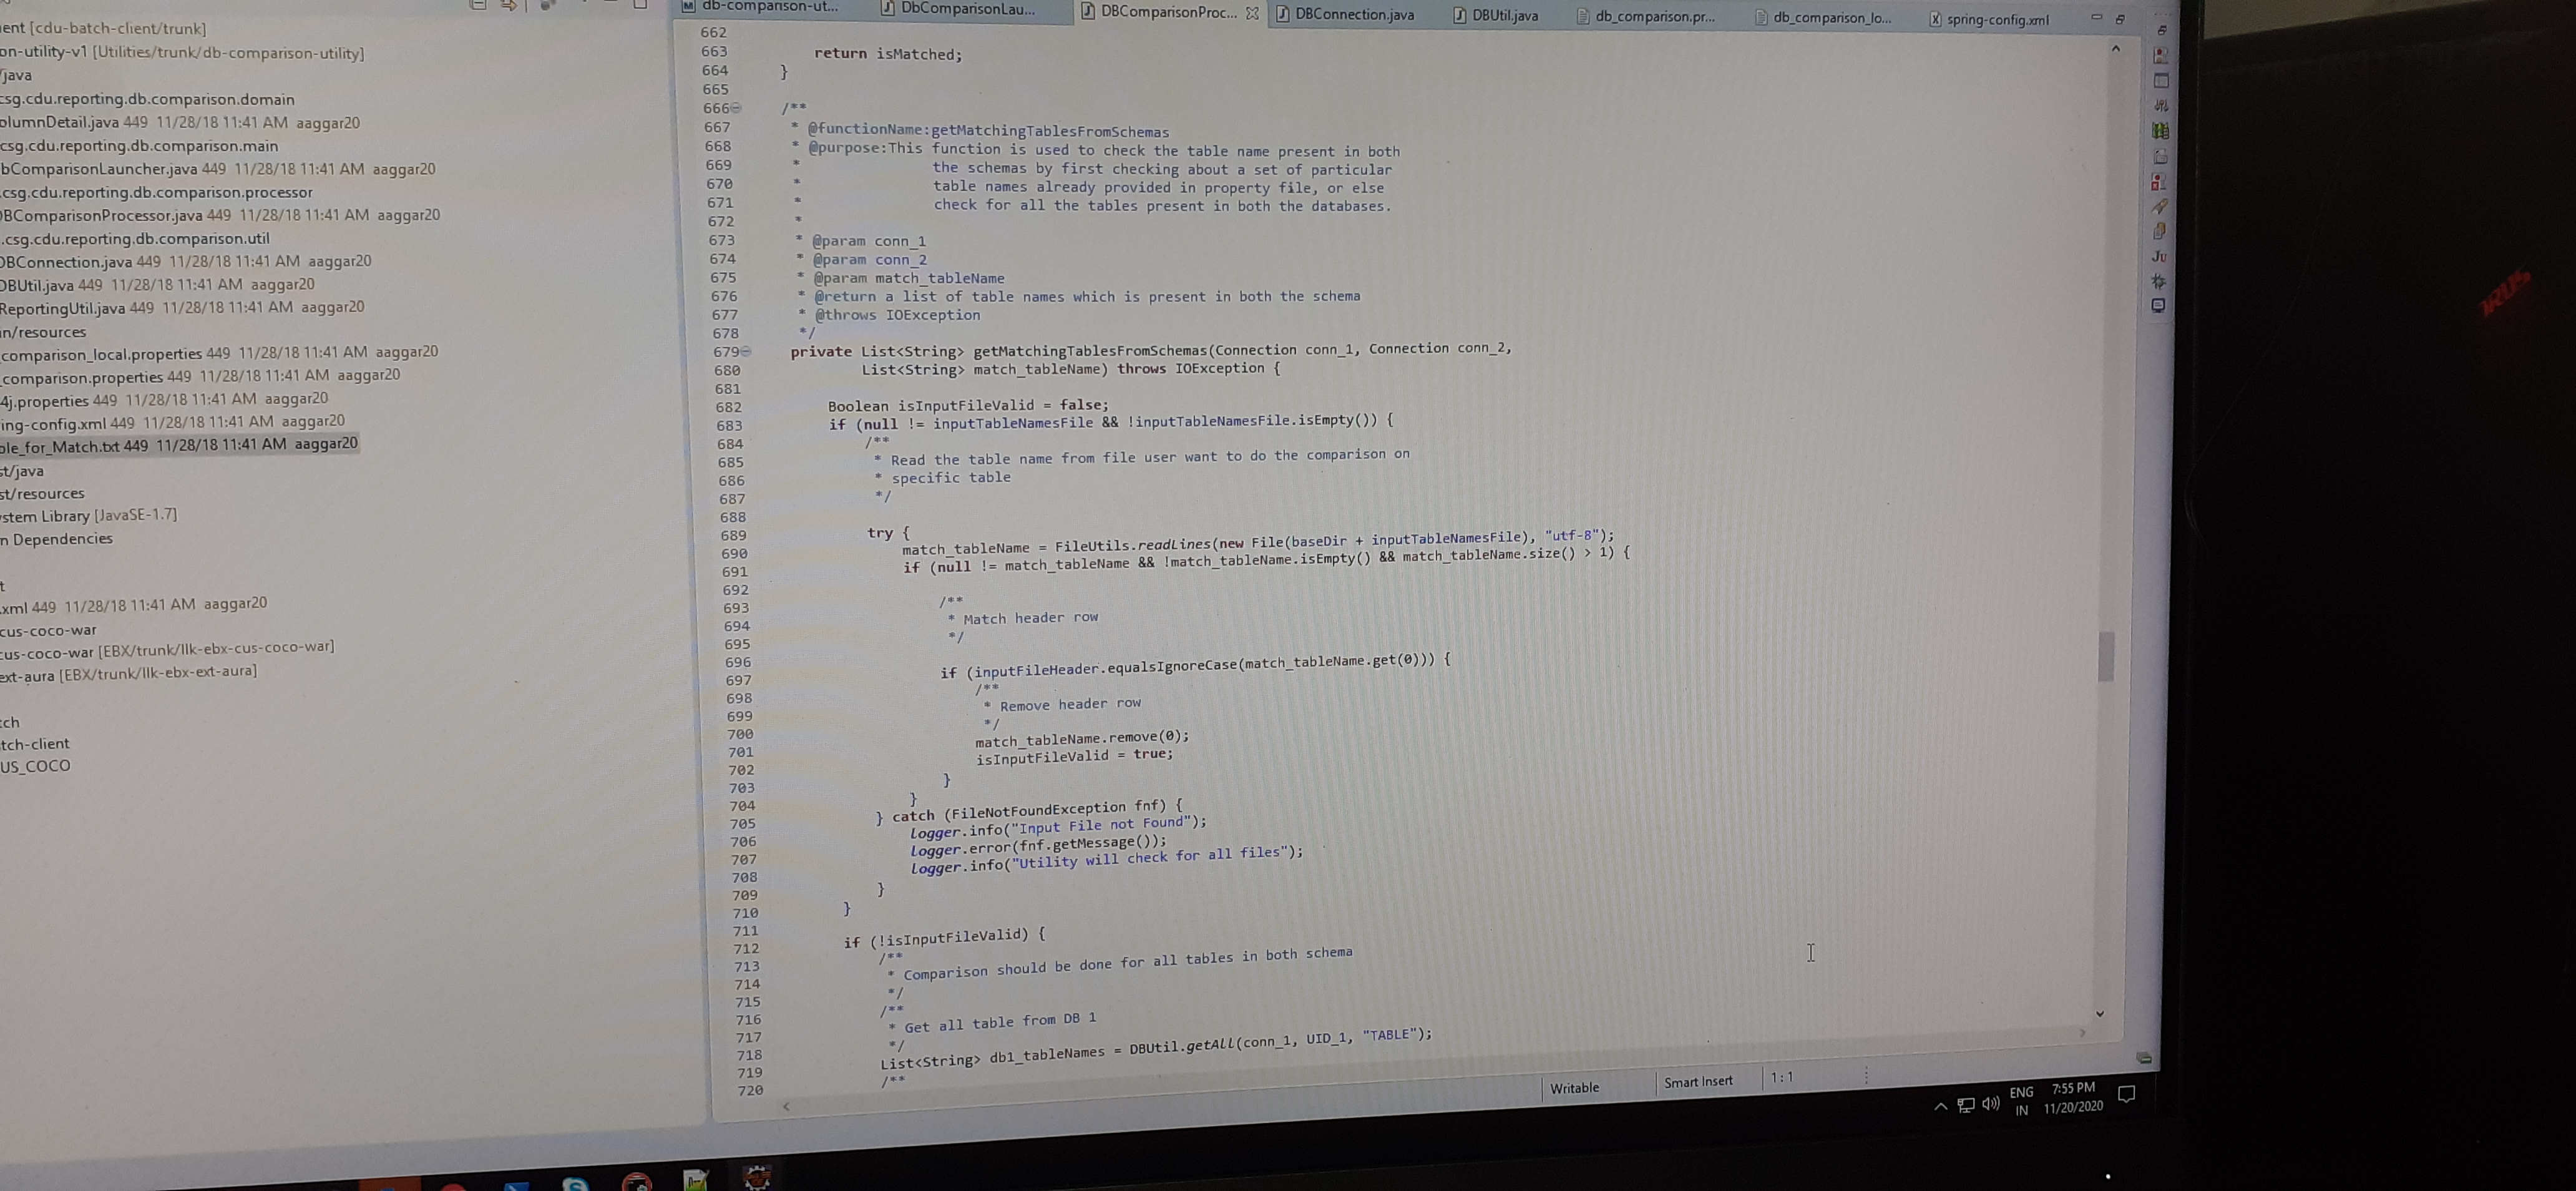 db-comparison-ut...
DbComparisonLau...
DBComparisonProc...
DBConnection.java
DBUtil.java
db_comparison.pr...
db_comparison_lo...
spring-config.xml
ent [cdu-batch-client/trunk]
on-utility-v1 [Utilities/trunk/db-comparison-utility]
/java
csg.cdu.reporting.db.comparison.domain
olumnDetail.java 449 11/28/18 11:41 AM aaggar20
csg.cdu.reporting.db.comparison.main
bComparisonLauncher.java 449 11/28/18 11:41 AM aaggar20
.csg.cdu.reporting.db.comparison.processor
DBComparisonProcessor.java 449 11/28/18 11:41 AM aaggar20
.csg.cdu.reporting.db.comparison.util
DBConnection.java 449 11/28/18 11:41 AM aaggar20
DBUtil.java 449 11/28/18 11:41 AM aaggar20
ReportingUtil.java 449 11/28/18 11:41 AM aaggar20
in/resources
_comparison_local.properties 449 11/28/18 11:41 AM aaggar20
_comparison.properties 449 11/28/18 11:41 AM aaggar20
4j.properties 449 11/28/18 11:41 AM aaggar20
ing-config.xml 449 11/28/18 11:41 AM aaggar20
ble_for_Match.txt 449 11/28/18 11:41 AM aaggar20
st/java
st/resources
ystem Library [JavaSE-1.7]
n Dependencies
t
.xml 449 11/28/18 11:41 AM aaggar20
cus-coco-war
cus-coco-war [EBX/trunk/llk-ebx-cus-coco-war]
ext-aura [EBX/trunk/llk-ebx-ext-aura]
tch
tch-client
US_COCO
662
663 return isMatched;
664 }
665
666 /**
667 * @functionName:getMatchingTablesFromSchemas
668 * @purpose:This function is used to check the table name present in both
669 * the schemas by first checking about a set of particular
670 * table names already provided in property file, or else
671 * check for all the tables present in both the databases.
672 *
673 * @param conn_1
674 * @param conn_2
675 * @param match_tableName
676 * @return a list of table names which is present in both the schema
677 * @throws IOException
678 */
679 private List<String> getMatchingTablesFromSchemas(Connection conn_1, Connection conn_2,
680 List<String> match_tableName) throws IOException {
681
682 Boolean isInputFileValid = false;
683 if (null != inputTableNamesFile && !inputTableNamesFile.isEmpty()) {
684 /**
685 * Read the table name from file user want to do the comparison on
686 * specific table
687 */
688
689 try {
690 match_tableName = FileUtils.readLines(new File(baseDir + inputTableNamesFile), "utf-8");
691 if (null != match_tableName && !match_tableName.isEmpty() && match_tableName.size() > 1) {
692
693 /**
694 * Match header row
695 */
696
697 if (inputFileHeader.equalsIgnoreCase(match_tableName.get(0))) {
698 /**
699 * Remove header row
700 */
701 match_tableName.remove(0);
702 isInputFileValid = true;
703 }
704 }
705 } catch (FileNotFoundException fnf) {
706 Logger.info("Input File not Found");
707 Logger.error(fnf.getMessage());
708 Logger.info("Utility will check for all files");
709 }
710 }
711
712 if (!isInputFileValid) {
713 /**
714 * Comparison should be done for all tables in both schema
715 */
716 /**
717 * Get all table from DB 1
718 */
719 List<String> db1_tableNames = DBUtil.getALL(conn_1, UID_1, "TABLE");
720 /**
Writable
Smart Insert
1 : 1
ENG
IN
7:55 PM
11/20/2020